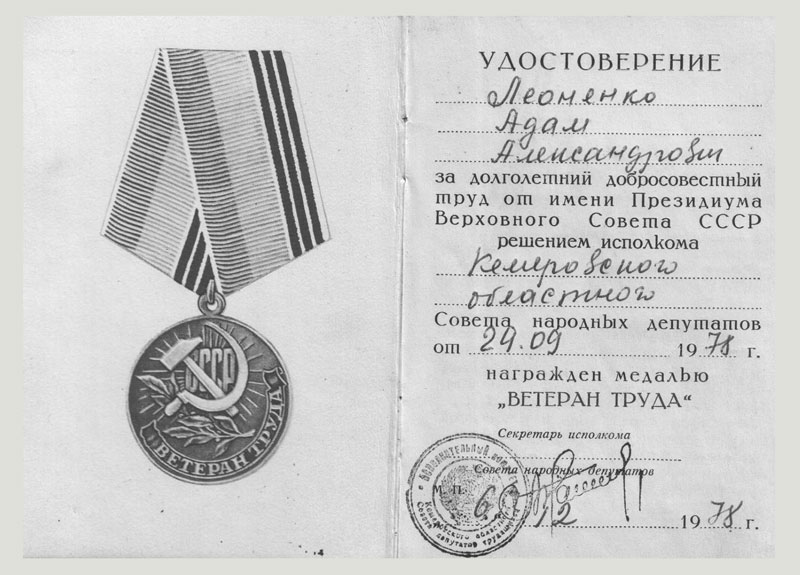 СССР
ВЕТЕРАН ТРУДА
УДОСТОВЕРЕНИЕ
Леоненко
Адам
Александрович
за долголетний добросовестный
труд от имени Президиума
Верховного Совета СССР
решением исполкома
Кемеровского
областного
Совета народных депутатов
от 29.09 1978 г.
награжден медалью
„ВЕТЕРАН ТРУДА“
Секретарь исполкома
Совета народных депутатов
М. П.
6 12 1978 г.